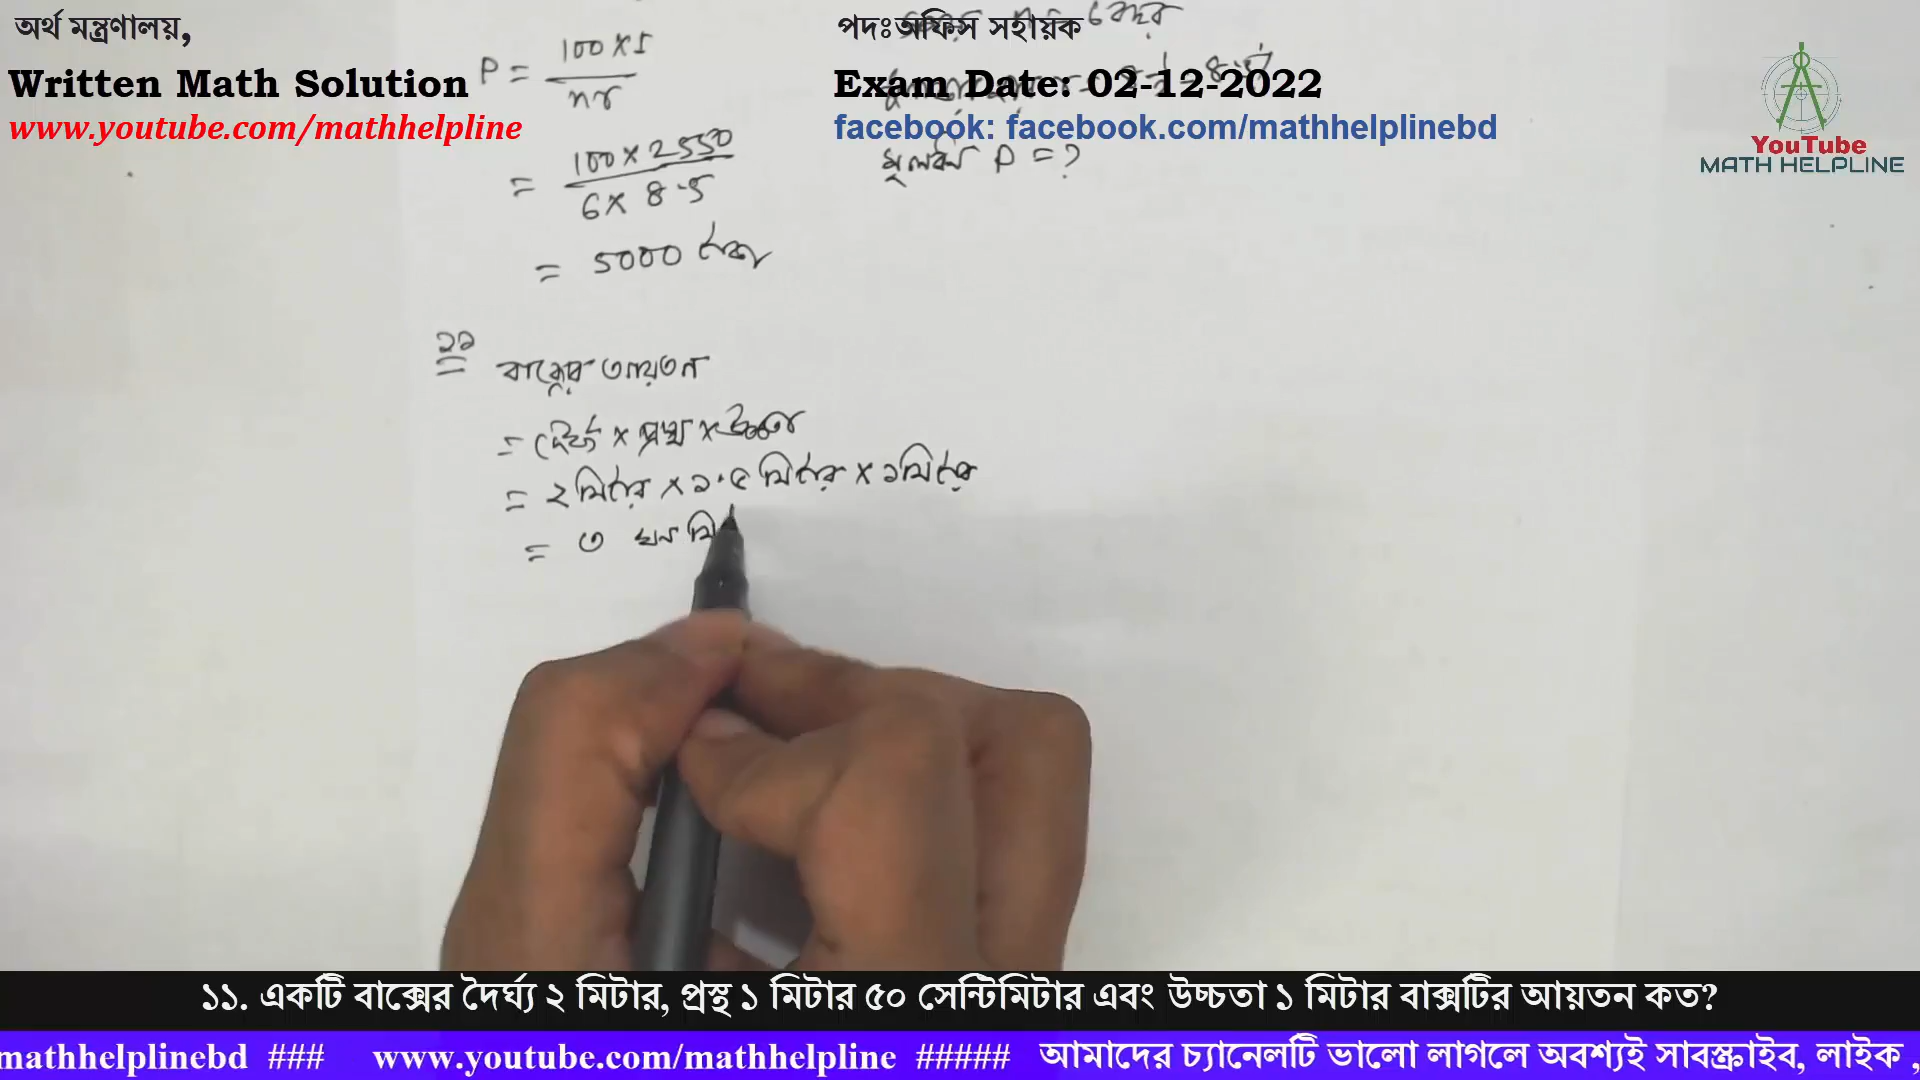 অর্থ মন্ত্রণালয়,
পদঃঅফিস সহায়ক
Written Math Solution
Exam Date: 02-12-2022
www.youtube.com/mathhelpline
facebook: facebook.com/mathhelplinebd
YouTube
MATH HELPLINE
P = 100 × I / nr
= 100 × 2550 / 6 × 8.5
= 5000 টাকা
মূলধন P = ?
১১
বাক্সের আয়তন
= দৈর্ঘ্য × প্রস্থ × উচ্চতা
= ২ মিটার × ১.৫ মিটার × ১ মিটার
= ৩ ঘন মি
১১. একটি বাক্সের দৈর্ঘ্য ২ মিটার, প্রস্থ ১ মিটার ৫০ সেন্টিমিটার এবং উচ্চতা ১ মিটার বাক্সটির আয়তন কত?
mathhelplinebd ### www.youtube.com/mathhelpline ##### আমাদের চ্যানেলটি ভালো লাগলে অবশ্যই সাবস্ক্রাইব, লাইক ,